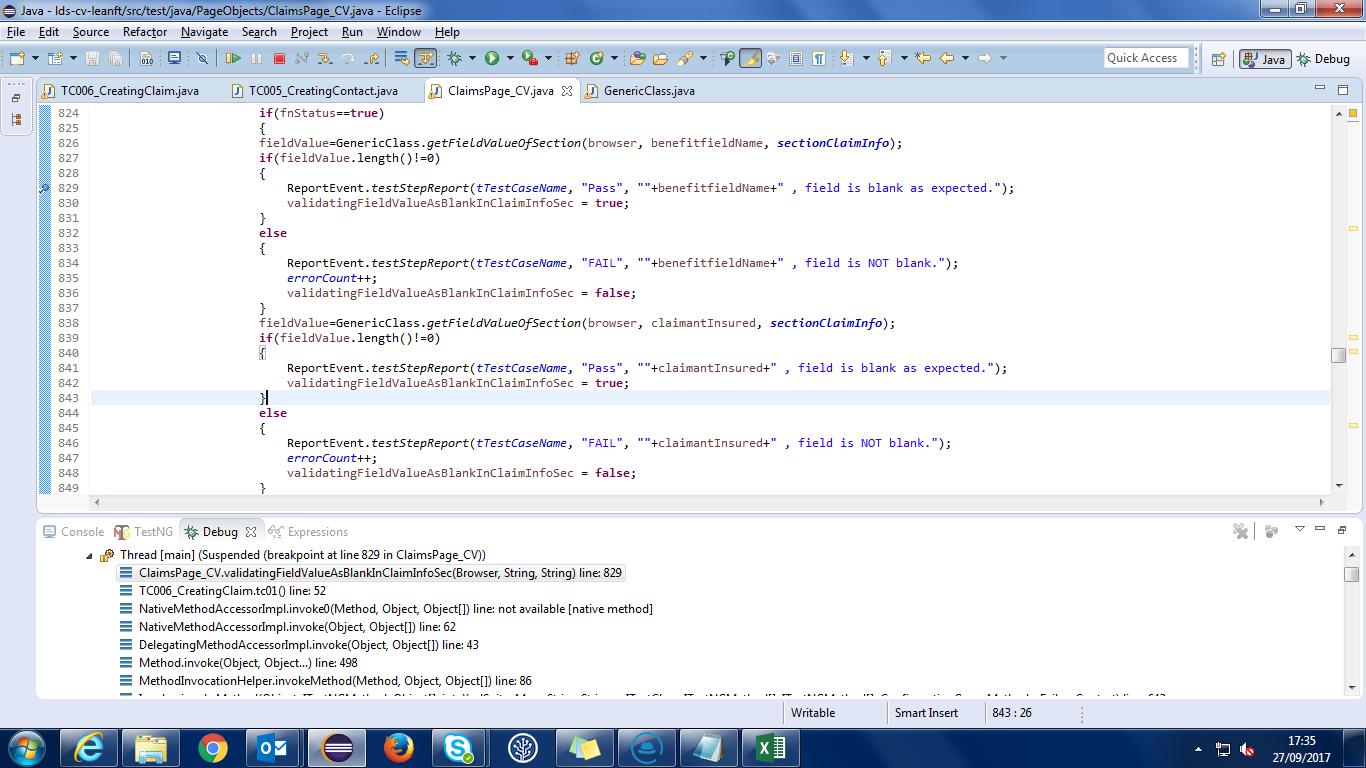 Java - lds-cv-leanft/src/test/java/PageObjects/ClaimsPage_CV.java - Eclipse
File Edit Source Refactor Navigate Search Project Run Window Help
Quick Access Java Debug
TC006_CreatingClaim.java TC005_CreatingContact.java ClaimsPage_CV.java GenericClass.java
824 if(fnStatus==true)
825 {
826 fieldValue=GenericClass.getFieldValueOfSection(browser, benefitfieldName, sectionClaimInfo);
827 if(fieldValue.length()!=0)
828 {
829 ReportEvent.testStepReport(tTestCaseName, "Pass", ""+benefitfieldName+" , field is blank as expected.");
830 validatingFieldValueAsBlankInClaimInfoSec = true;
831 }
832 else
833 {
834 ReportEvent.testStepReport(tTestCaseName, "FAIL", ""+benefitfieldName+" , field is NOT blank.");
835 errorCount++;
836 validatingFieldValueAsBlankInClaimInfoSec = false;
837 }
838 fieldValue=GenericClass.getFieldValueOfSection(browser, claimantInsured, sectionClaimInfo);
839 if(fieldValue.length()!=0)
840 {
841 ReportEvent.testStepReport(tTestCaseName, "Pass", ""+claimantInsured+" , field is blank as expected.");
842 validatingFieldValueAsBlankInClaimInfoSec = true;
843 }
844 else
845 {
846 ReportEvent.testStepReport(tTestCaseName, "FAIL", ""+claimantInsured+" , field is NOT blank.");
847 errorCount++;
848 validatingFieldValueAsBlankInClaimInfoSec = false;
849 }
Console TestNG Debug Expressions
Thread [main] (Suspended (breakpoint at line 829 in ClaimsPage_CV))
ClaimsPage_CV.validatingFieldValueAsBlankInClaimInfoSec(Browser, String, String) line: 829
TC006_CreatingClaim.tc01() line: 52
NativeMethodAccessorImpl.invoke0(Method, Object, Object[]) line: not available [native method]
NativeMethodAccessorImpl.invoke(Object, Object[]) line: 62
DelegatingMethodAccessorImpl.invoke(Object, Object[]) line: 43
Method.invoke(Object, Object...) line: 498
MethodInvocationHelper.invokeMethod(Method, Object, Object[]) line: 86
Writable Smart Insert 843 : 26
17:35
27/09/2017